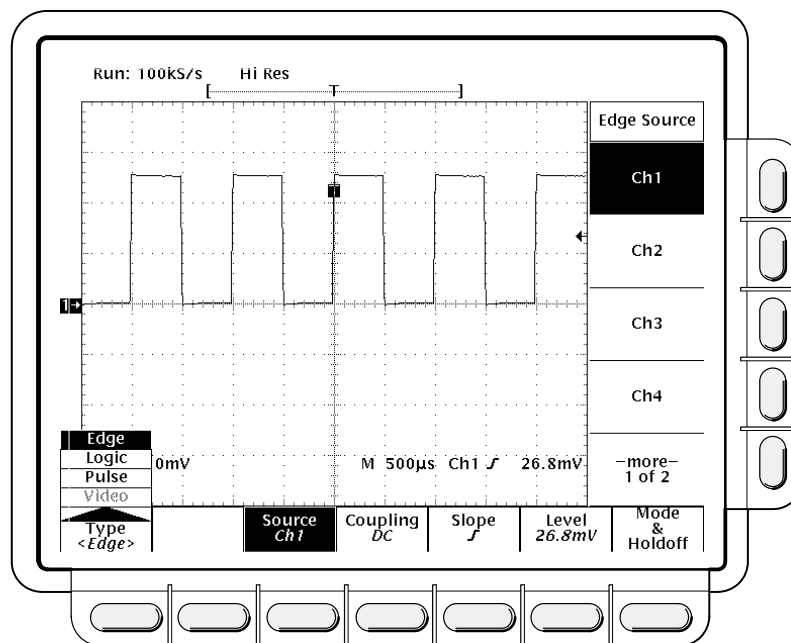 Run: 100kS/s Hi Res
[ T ]
Edge Source
Ch1
Ch2
Ch3
Ch4
–more–
1 of 2
1
Edge
Logic
Pulse
Video
0mV M 500µs Ch1 26.8mV
Type
<Edge>
Source
Ch1
Coupling
DC
Slope
Level
26.8mV
Mode
&
Holdoff